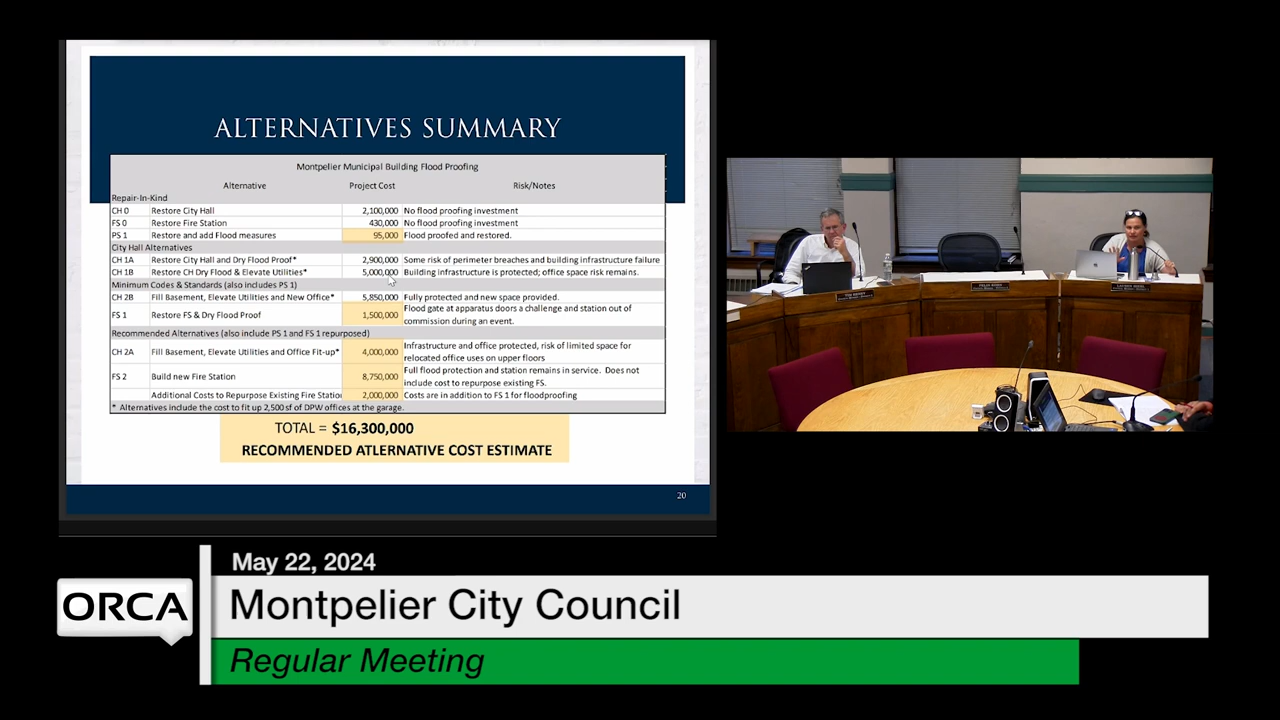 ALTERNATIVES SUMMARY
Montpelier Municipal Building Flood Proofing
Alternative Project Cost Risk/Notes
Repair-In-Kind
CH 0 Restore City Hall 2,100,000 No flood proofing investment
FS 0 Restore Fire Station 430,000 No flood proofing investment
PS 1 Restore and add Flood measures 95,000 Flood proofed and restored.
City Hall Alternatives
CH 1A Restore City Hall and Dry Flood Proof* 2,900,000 Some risk of perimeter breaches and building infrastructure failure
CH 1B Restore CH Dry Flood & Elevate Utilities* 5,000,000 Building infrastructure is protected; office space risk remains.
Minimum Codes & Standards (also includes PS 1)
CH 2B Fill Basement, Elevate Utilities and New Office* 5,850,000 Fully protected and new space provided.
FS 1 Restore FS & Dry Flood Proof 1,500,000 Flood gate at apparatus doors a challenge and station out of
commission during an event.
Recommended Alternatives (also include PS 1 and FS 1 repurposed)
CH 2A Fill Basement, Elevate Utilities and Office Fit-up* 4,000,000 Infrastructure and office protected, risk of limited space for
relocated office uses on upper floors
FS 2 Build new Fire Station 8,750,000 Full flood protection and station remains in service. Does not
include cost to repurpose existing FS.
Additional Costs to Repurpose Existing Fire Statio 2,000,000 Costs are in addition to FS 1 for floodproofing
* Alternatives include the cost to fit up 2,500 sf of DPW offices at the garage.
TOTAL = $16,300,000
RECOMMENDED ATLERNATIVE COST ESTIMATE
20
May 22, 2024
ORCA
Montpelier City Council
Regular Meeting